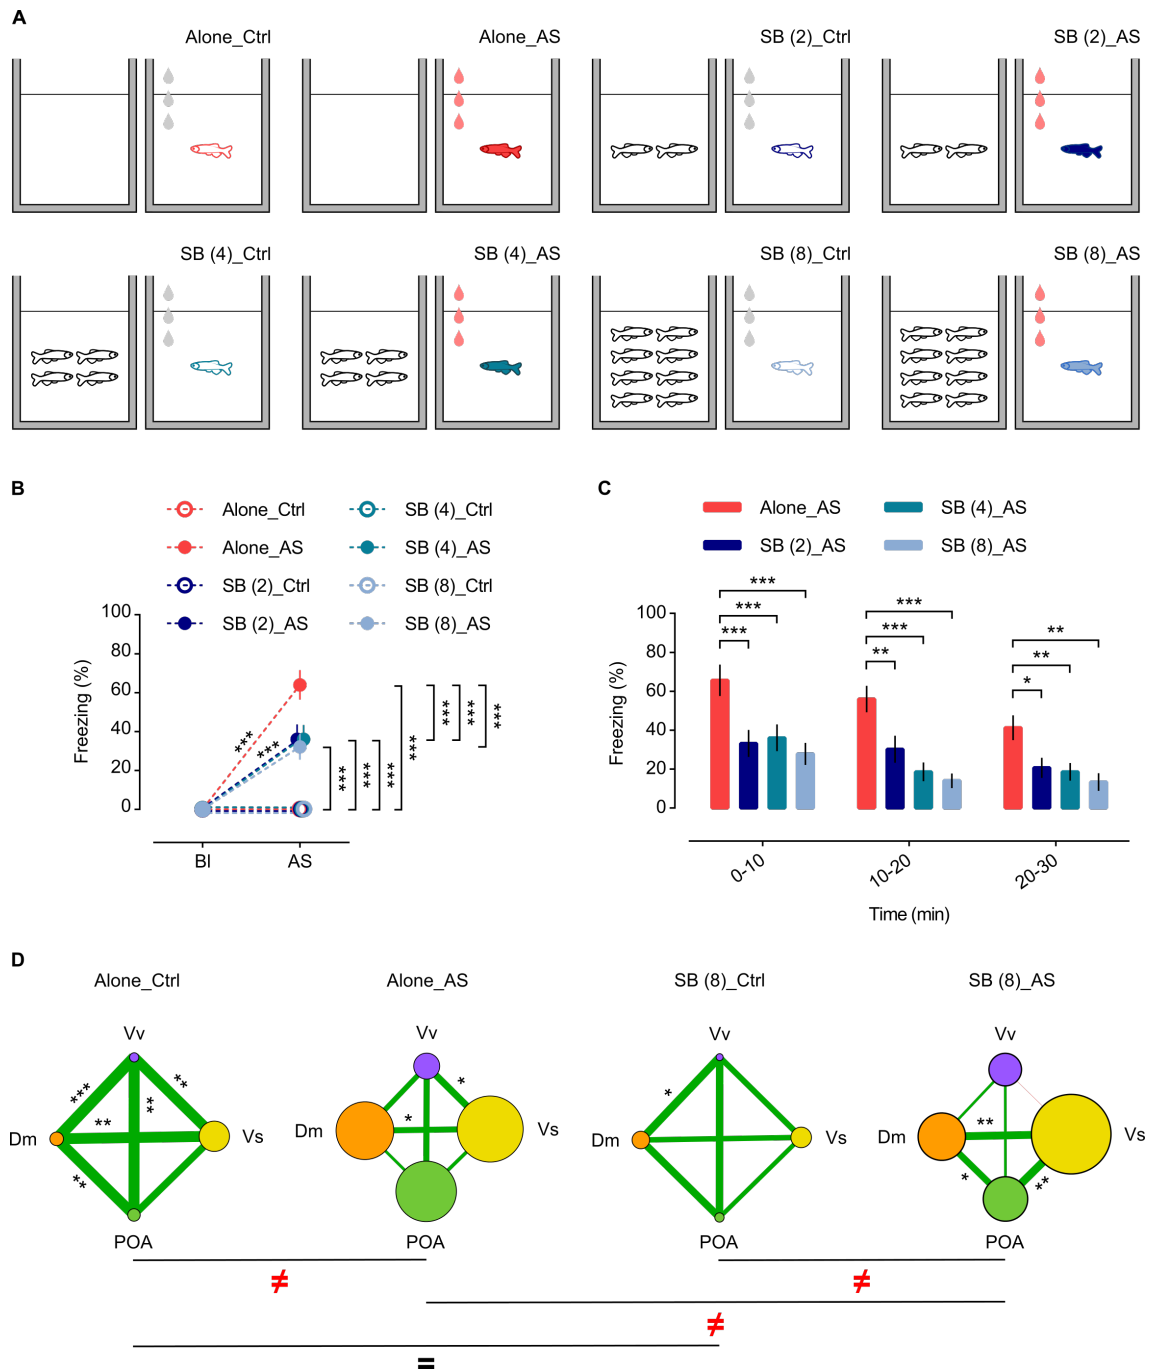 A
Alone_Ctrl
Alone_AS
SB (2)_Ctrl
SB (2)_AS
SB (4)_Ctrl
SB (4)_AS
SB (8)_Ctrl
SB (8)_AS
B
Alone_Ctrl
SB (4)_Ctrl
Alone_AS
SB (4)_AS
SB (2)_Ctrl
SB (8)_Ctrl
SB (2)_AS
SB (8)_AS
Freezing (%)
100
80
60
40
20
0
***
***
***
***
***
***
***
***
***
Bl
AS
C
Alone_AS
SB (4)_AS
SB (2)_AS
SB (8)_AS
Freezing (%)
100
80
60
40
20
0
***
***
***
***
***
**
**
**
*
0-10
10-20
20-30
Time (min)
D
Alone_Ctrl
Alone_AS
SB (8)_Ctrl
SB (8)_AS
Vv
***
**
**
**
Dm
Vs
**
POA
Vv
*
*
Dm
Vs
POA
Vv
*
Dm
Vs
POA
Vv
**
Dm
Vs
*
**
POA
≠
≠
≠
=